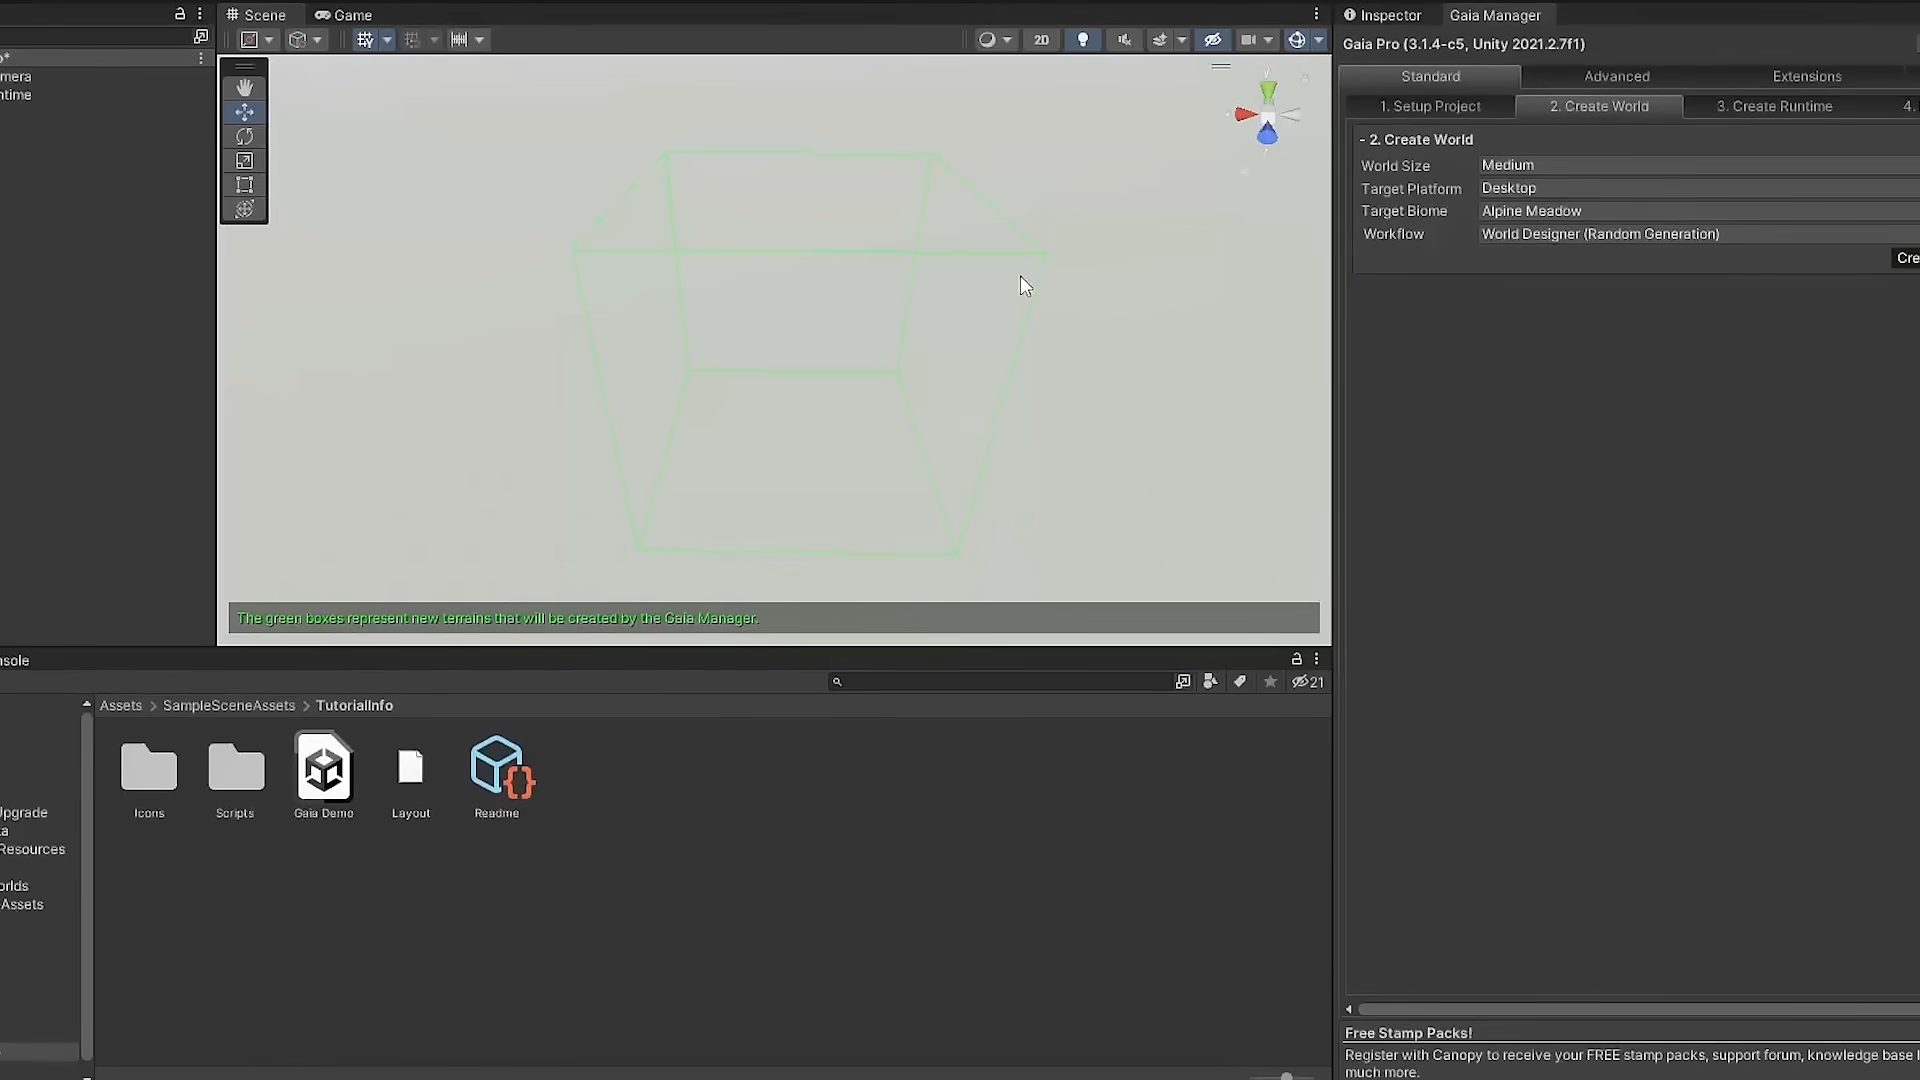 Scene
Game
Inspector
Gaia Manager
Gaia Pro (3.1.4-c5, Unity 2021.2.7f1)
Standard
Advanced
Extensions
1. Setup Project
2. Create World
3. Create Runtime
4.
- 2. Create World
World Size Medium
Target Platform Desktop
Target Biome Alpine Meadow
Workflow World Designer (Random Generation)
Cre
mera
ntime
2D
y
The green boxes represent new terrains that will be created by the Gaia Manager.
nsole
21
Assets > SampleSceneAssets > TutorialInfo
Icons
Scripts
Gaia Demo
Layout
Readme
Upgrade
a
Resources
orlds
Assets
Free Stamp Packs!
Register with Canopy to receive your FREE stamp packs, support forum, knowledge base
much more.